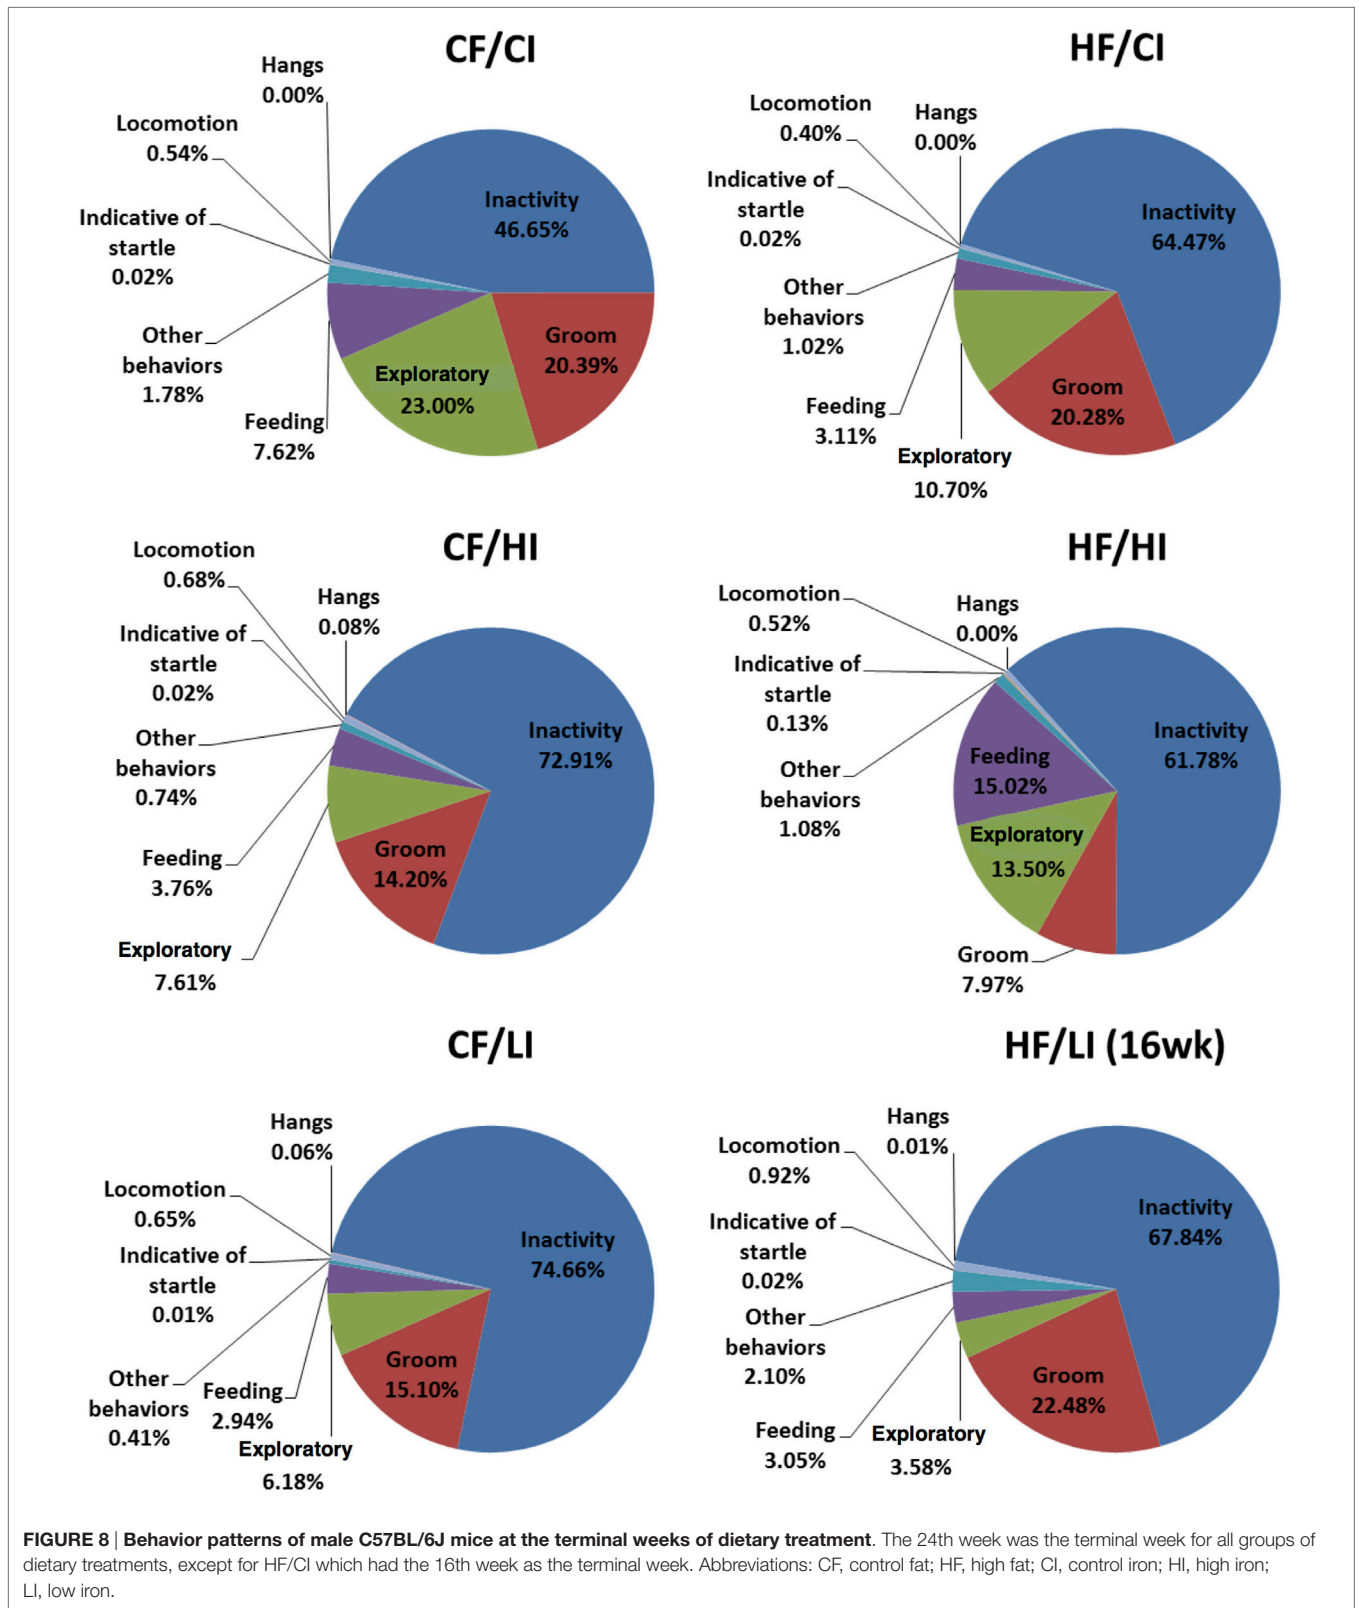 CF/CI
Hangs
0.00%
Locomotion
0.54%
Indicative of
startle
0.02%
Other
behaviors
1.78%
Feeding
7.62%
Exploratory
23.00%
Groom
20.39%
Inactivity
46.65%
HF/CI
Locomotion
0.40%
Hangs
0.00%
Indicative of
startle
0.02%
Other
behaviors
1.02%
Feeding
3.11%
Exploratory
10.70%
Groom
20.28%
Inactivity
64.47%
CF/HI
Locomotion
0.68%
Hangs
0.08%
Indicative of
startle
0.02%
Other
behaviors
0.74%
Feeding
3.76%
Exploratory
7.61%
Groom
14.20%
Inactivity
72.91%
HF/HI
Locomotion
0.52%
Hangs
0.00%
Indicative of
startle
0.13%
Other
behaviors
1.08%
Feeding
15.02%
Exploratory
13.50%
Groom
7.97%
Inactivity
61.78%
CF/LI
Hangs
0.06%
Locomotion
0.65%
Indicative of
startle
0.01%
Other
behaviors
0.41%
Feeding
2.94%
Exploratory
6.18%
Groom
15.10%
Inactivity
74.66%
HF/LI (16wk)
Hangs
0.01%
Locomotion
0.92%
Indicative of
startle
0.02%
Other
behaviors
2.10%
Feeding
3.05%
Exploratory
3.58%
Groom
22.48%
Inactivity
67.84%
FIGURE 8 | Behavior patterns of male C57BL/6J mice at the terminal weeks of dietary treatment. The 24th week was the terminal week for all groups of
dietary treatments, except for HF/CI which had the 16th week as the terminal week. Abbreviations: CF, control fat; HF, high fat; CI, control iron; HI, high iron;
LI, low iron.